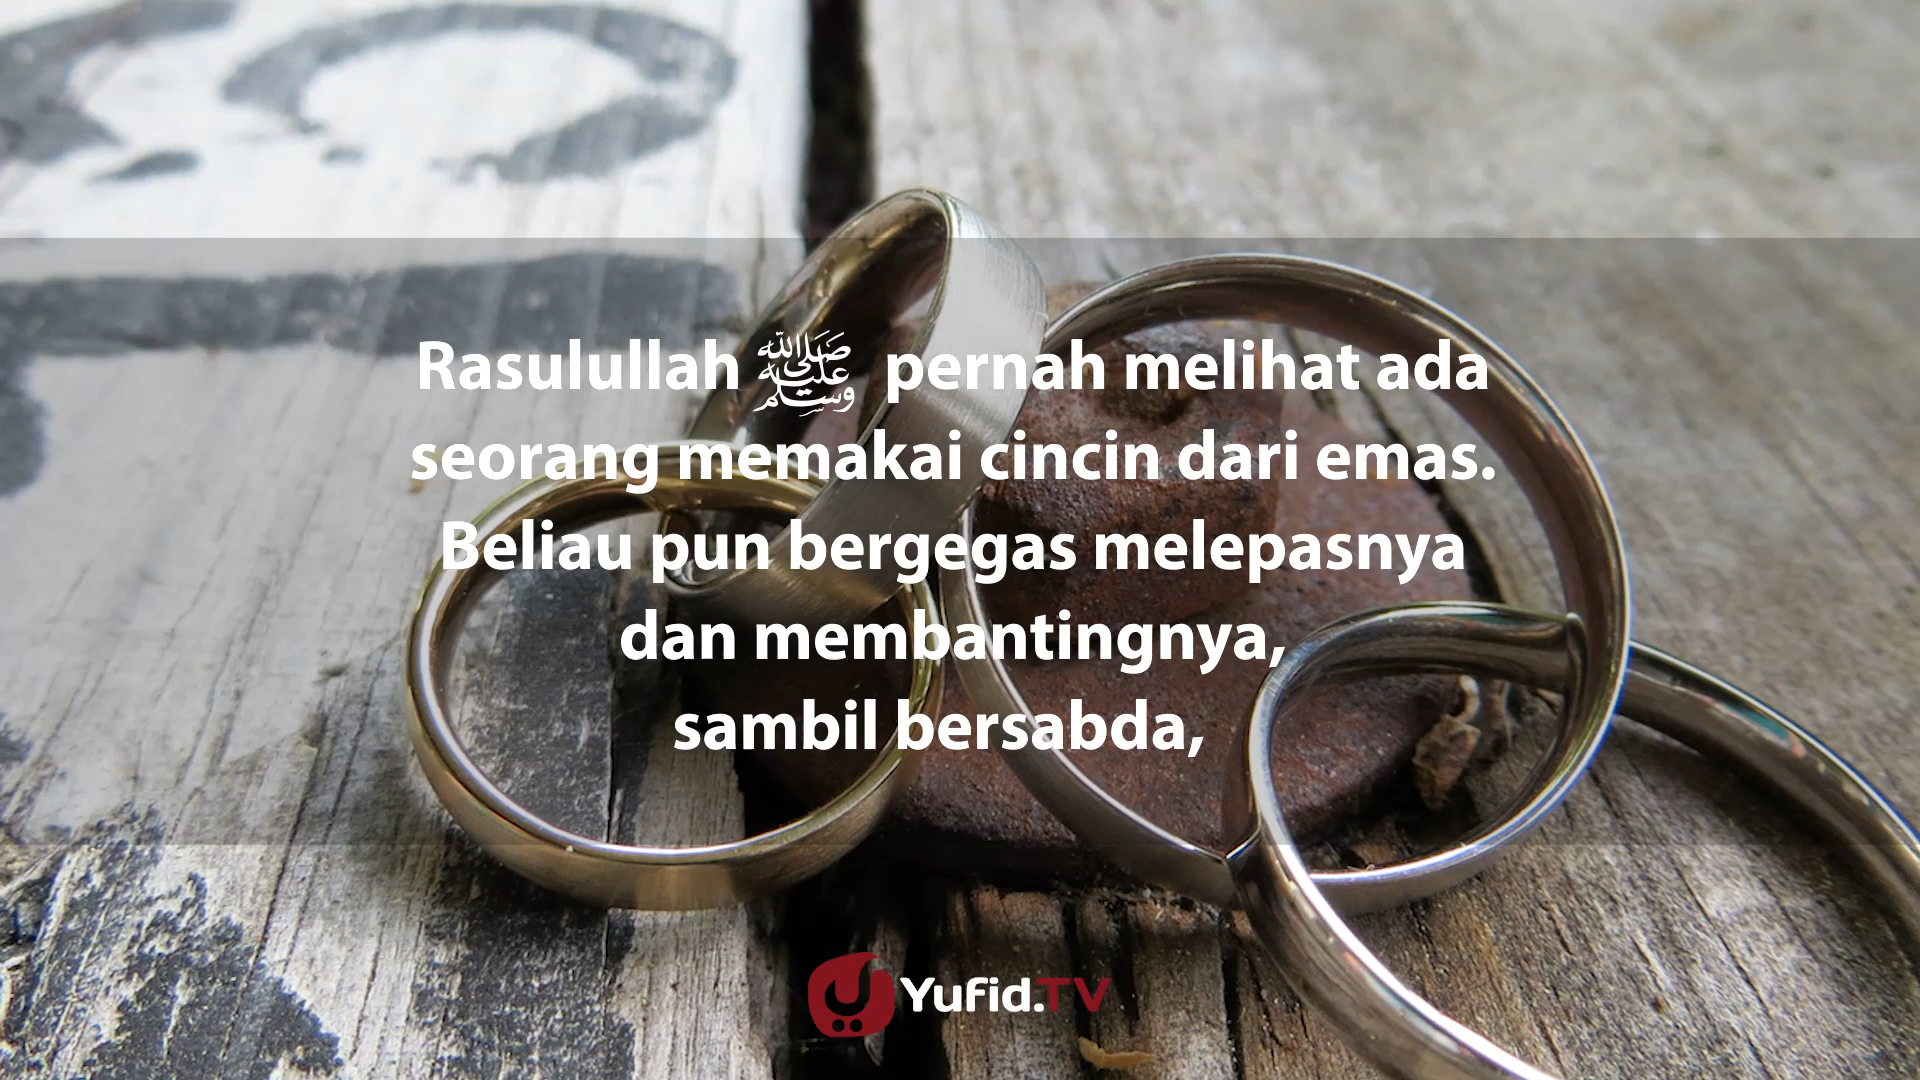 Rasulullah ﷺ pernah melihat ada
seorang memakai cincin dari emas.
Beliau pun bergegas melepasnya
dan membantingnya,
sambil bersabda,
Yufid.TV